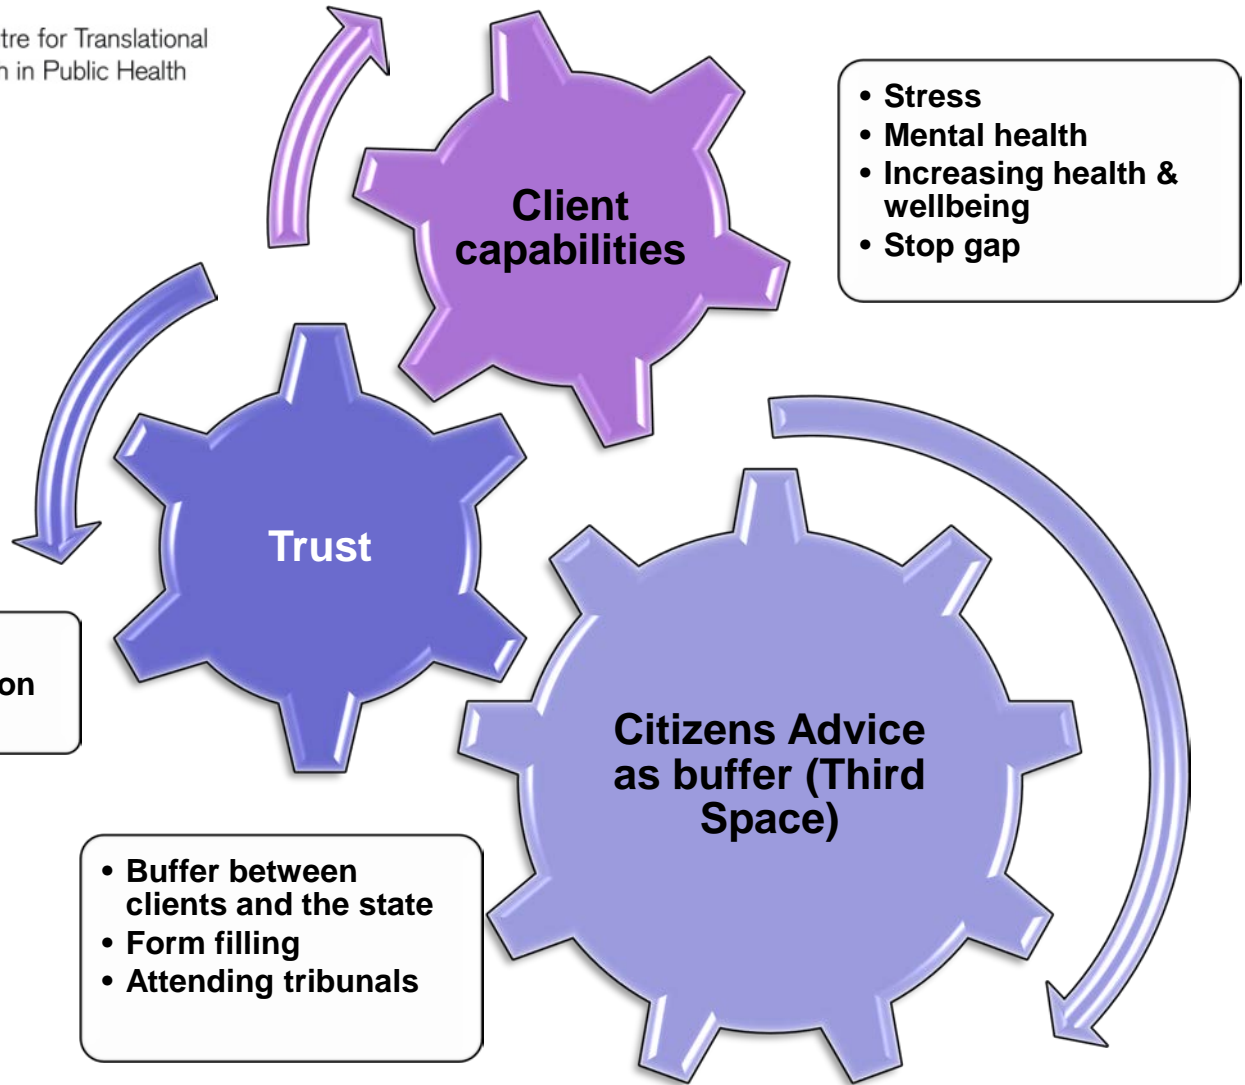 tre for Translational
n in Public Health
Client
capabilities
• Stress
• Mental health
• Increasing health &
wellbeing
• Stop gap
Trust
on
Citizens Advice
as buffer (Third
Space)
• Buffer between
clients and the state
• Form filling
• Attending tribunals